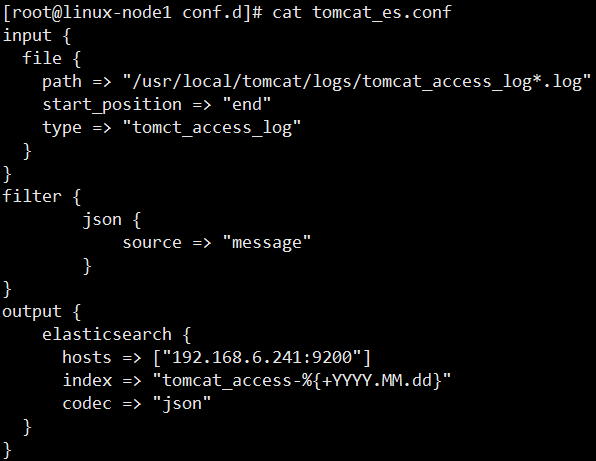 [root@linux-node1 conf.d]# cat tomcat_es.conf
input {
  file {
    path => "/usr/local/tomcat/logs/tomcat_access_log*.log"
    start_position => "end"
    type => "tomct_access_log"
  }
}
filter {
        json {
            source => "message"
        }
}
output {
    elasticsearch {
      hosts => ["192.168.6.241:9200"]
      index => "tomcat_access-%{+YYYY.MM.dd}"
      codec => "json"
  }
}